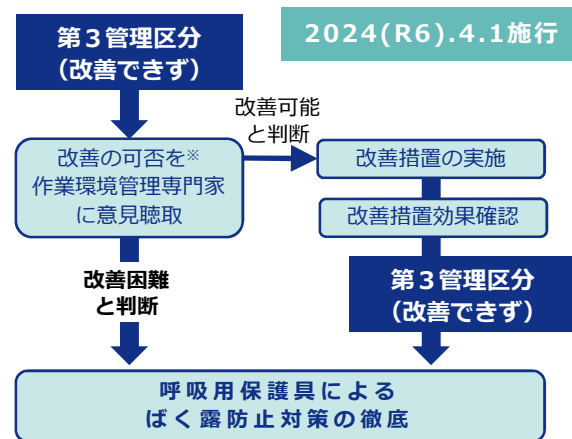 第３管理区分
（改善できず）
2024(R6).4.1施行
改善の可否を※
作業環境管理専門家
に意見聴取
改善可能
と判断
改善措置の実施
改善措置効果確認
改善困難
と判断
第３管理区分
（改善できず）
呼吸用保護具による
ばく露防止対策の徹底